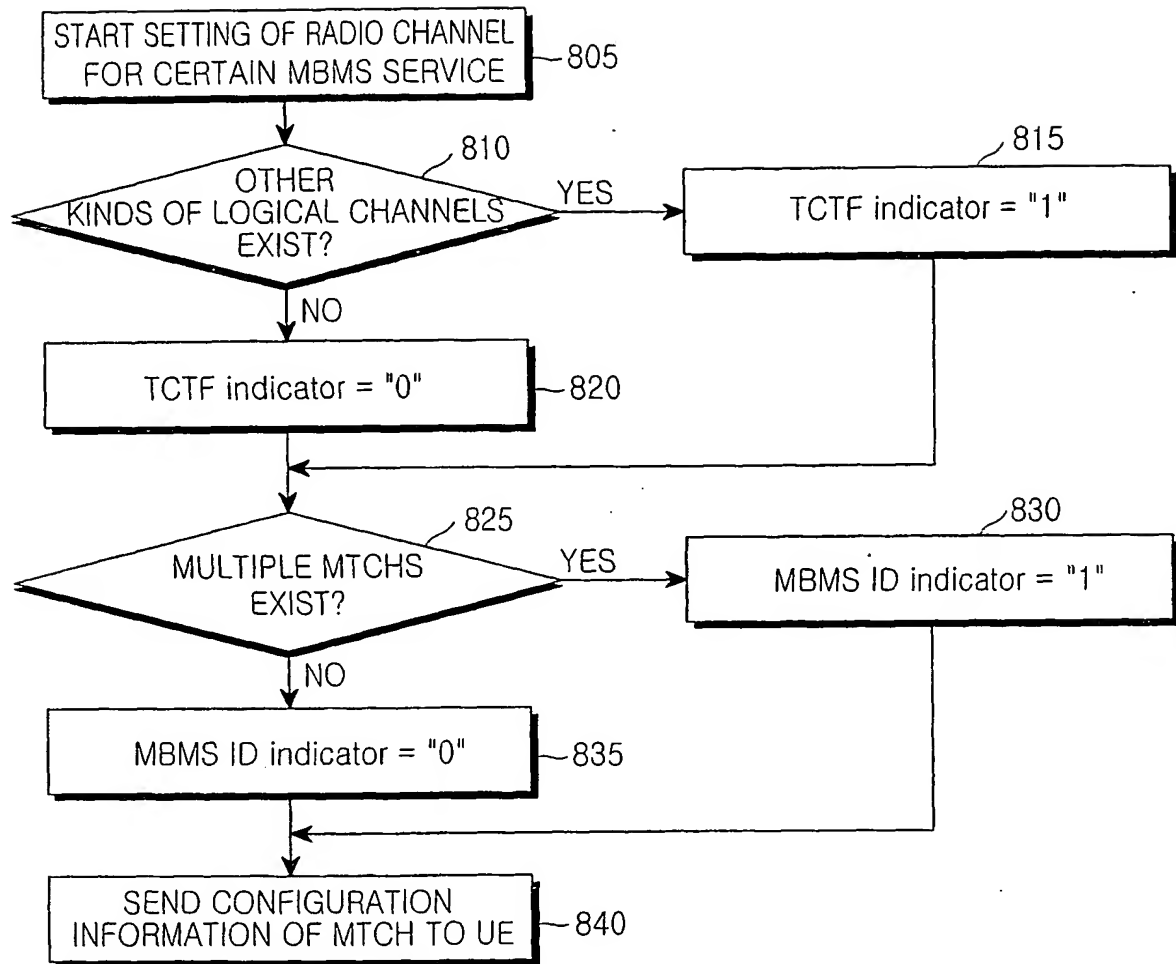 START SETTING OF RADIO CHANNEL
FOR CERTAIN MBMS SERVICE
805
810
OTHER
KINDS OF LOGICAL CHANNELS
EXIST?
YES
815
TCTF indicator = "1"
NO
TCTF indicator = "0"
820
825
MULTIPLE MTCHS
EXIST?
YES
830
MBMS ID indicator = "1"
NO
MBMS ID indicator = "0"
835
SEND CONFIGURATION
INFORMATION OF MTCH TO UE
840